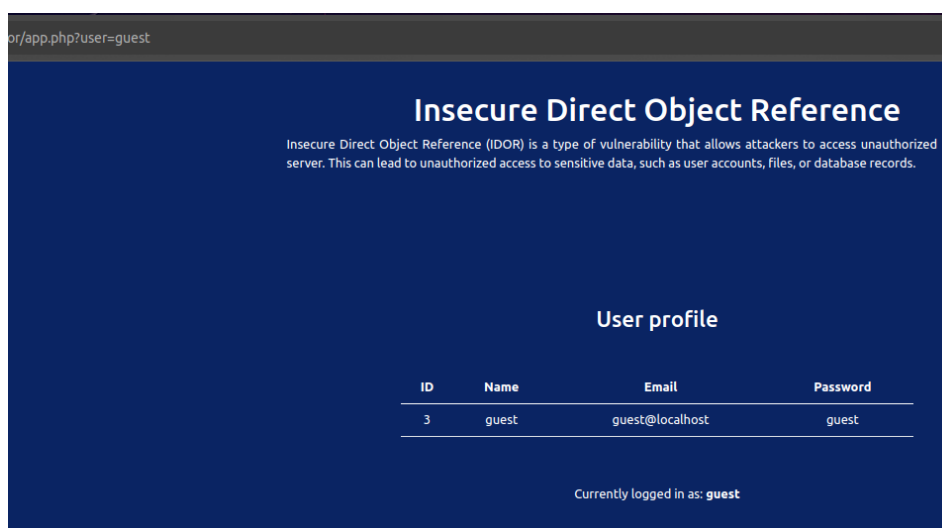 or/app.php?user=guest
Insecure Direct Object Reference
Insecure Direct Object Reference (IDOR) is a type of vulnerability that allows attackers to access unauthorized
server. This can lead to unauthorized access to sensitive data, such as user accounts, files, or database records.
User profile
ID Name Email Password
3 guest guest@localhost guest
Currently logged in as: guest